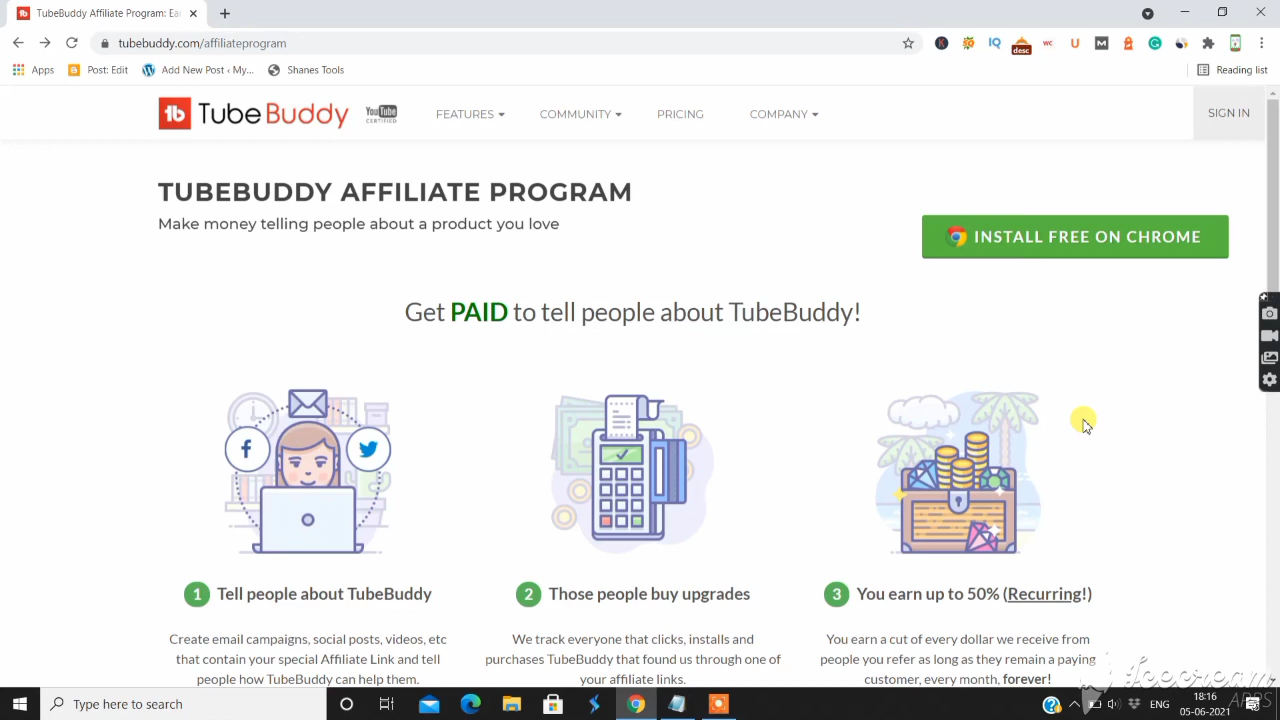 TubeBuddy Affiliate Program: Ea
tubebuddy.com/affiliateprogram
desc
Apps
Post: Edit
Add New Post ‹ My...
Shanes Tools
Reading list
TubeBuddy
YouTube
CERTIFIED
FEATURES
COMMUNITY
PRICING
COMPANY
SIGN IN
TUBEBUDDY AFFILIATE PROGRAM
Make money telling people about a product you love
INSTALL FREE ON CHROME
Get PAID to tell people about TubeBuddy!
1 Tell people about TubeBuddy
Create email campaigns, social posts, videos, etc
that contain your special Affiliate Link and tell
people how TubeBuddy can help them.
2 Those people buy upgrades
We track everyone that clicks, installs and
purchases TubeBuddy that found us through one of
your affiliate links.
3 You earn up to 50% (Recurring!)
You earn a cut of every dollar we receive from
people you refer as long as they remain a paying
customer, every month, forever!
Icecream
APPS
Type here to search
ENG
18:16
05-06-2021